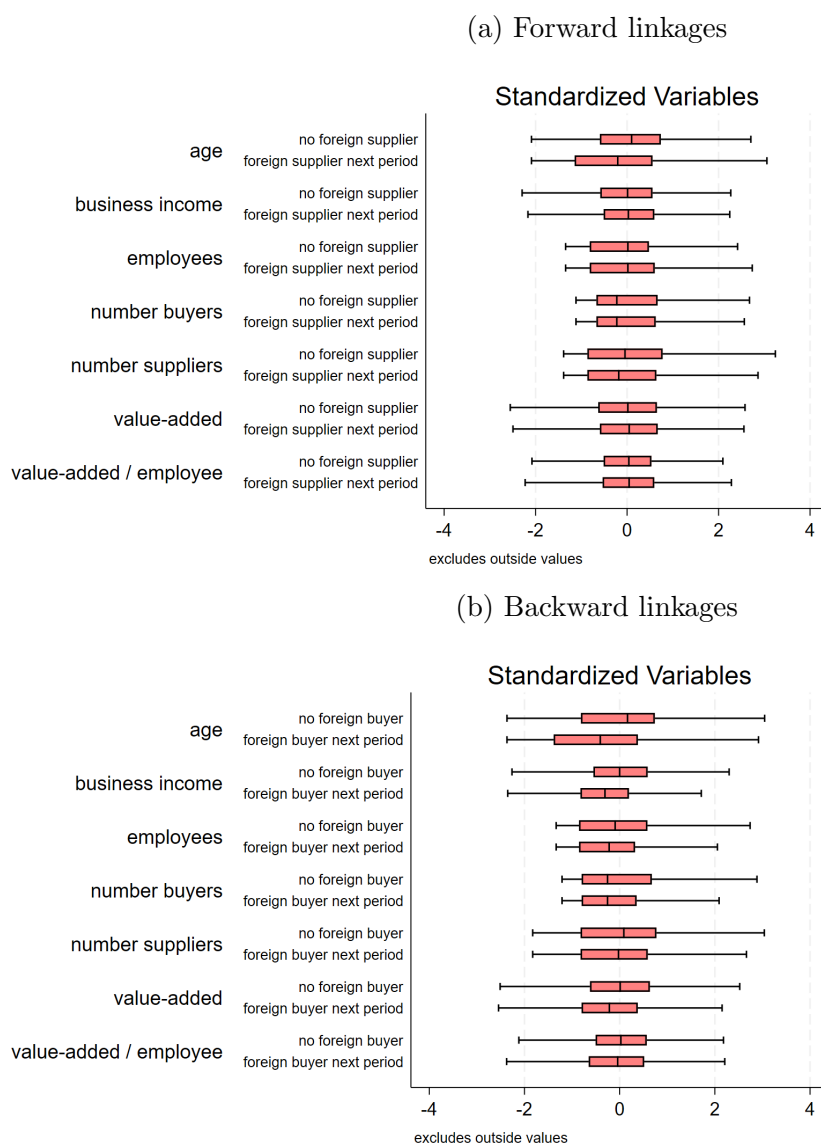 (a) Forward linkages
Standardized Variables
age
no foreign supplier
foreign supplier next period
business income
no foreign supplier
foreign supplier next period
employees
no foreign supplier
foreign supplier next period
number buyers
no foreign supplier
foreign supplier next period
number suppliers
no foreign supplier
foreign supplier next period
value-added
no foreign supplier
foreign supplier next period
value-added / employee
no foreign supplier
foreign supplier next period
-4 -2 0 2 4
excludes outside values
(b) Backward linkages
Standardized Variables
age
no foreign buyer
foreign buyer next period
business income
no foreign buyer
foreign buyer next period
employees
no foreign buyer
foreign buyer next period
number buyers
no foreign buyer
foreign buyer next period
number suppliers
no foreign buyer
foreign buyer next period
value-added
no foreign buyer
foreign buyer next period
value-added / employee
no foreign buyer
foreign buyer next period
-4 -2 0 2 4
excludes outside values